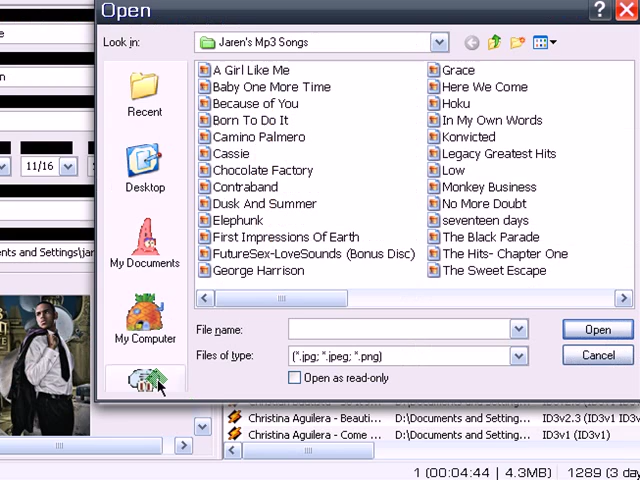 Open
Look in: Jaren's Mp3 Songs
Recent
Desktop
My Documents
My Computer
A Girl Like Me
Baby One More Time
Because of You
Born To Do It
Camino Palmero
Cassie
Chocolate Factory
Contraband
Dusk And Summer
Elephunk
First Impressions Of Earth
FutureSex-LoveSounds (Bonus Disc)
George Harrison
Grace
Here We Come
Hoku
In My Own Words
Konvicted
Legacy Greatest Hits
Low
Monkey Business
No More Doubt
seventeen days
The Black Parade
The Hits- Chapter One
The Sweet Escape
File name:
Open
Files of type: (*.jpg; *.jpeg; *.png)
Cancel
Open as read-only
11/16
ents and Settings\jar
Christina Aguilera - Beauti... D:\Documents and Setting... ID3v2.3 (ID3v1 ID
Christina Aguilera - Come ... D:\Documents and Setting... ID3v1 (ID3v1)
1 (00:04:44 | 4.3MB) 1289 (3 day